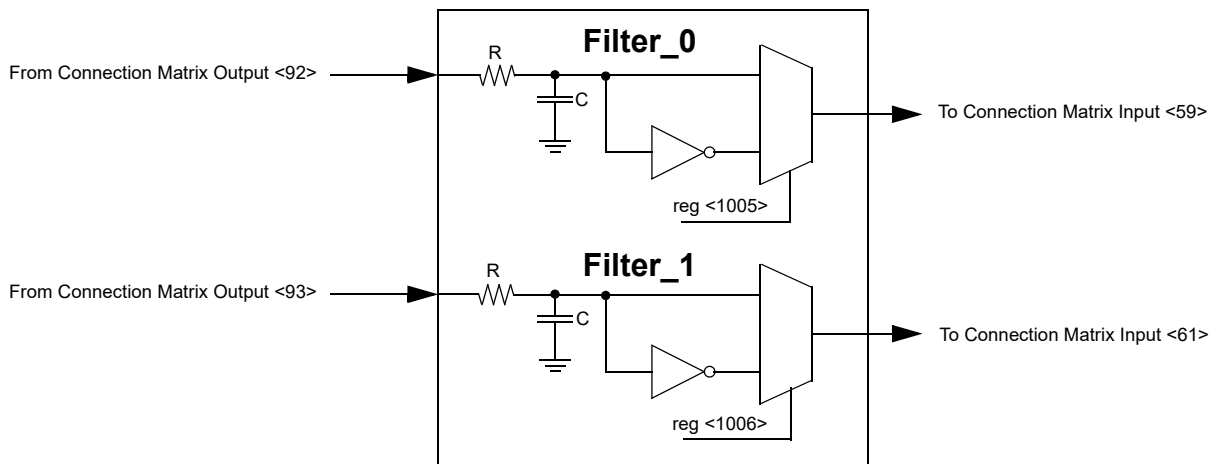 Filter_0
R
From Connection Matrix Output <92>
C
To Connection Matrix Input <59>
reg <1005>
Filter_1
R
From Connection Matrix Output <93>
C
To Connection Matrix Input <61>
reg <1006>